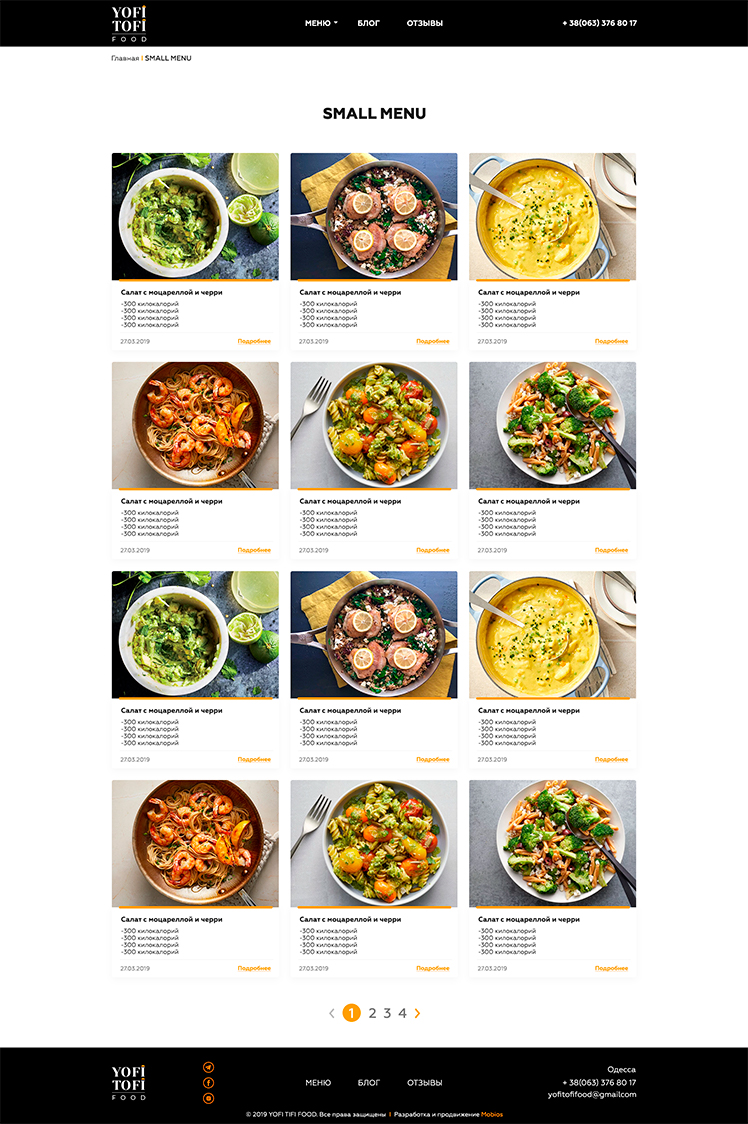 YOFI
TOFI
FOOD
МЕНЮ БЛОГ ОТЗЫВЫ
+ 38(063) 376 80 17
Главная I SMALL MENU
SMALL MENU
Салат с моцареллой и черри Салат с моцареллой и черри Салат с моцареллой и черри
-300 килокалорий -300 килокалорий -300 килокалорий
-300 килокалорий -300 килокалорий -300 килокалорий
-300 килокалорий -300 килокалорий -300 килокалорий
-300 килокалорий -300 килокалорий -300 килокалорий
27.03.2019 Подробнее 27.03.2019 Подробнее 27.03.2019 Подробнее
Салат с моцареллой и черри Салат с моцареллой и черри Салат с моцареллой и черри
-300 килокалорий -300 килокалорий -300 килокалорий
-300 килокалорий -300 килокалорий -300 килокалорий
-300 килокалорий -300 килокалорий -300 килокалорий
-300 килокалорий -300 килокалорий -300 килокалорий
27.03.2019 Подробнее 27.03.2019 Подробнее 27.03.2019 Подробнее
Салат с моцареллой и черри Салат с моцареллой и черри Салат с моцареллой и черри
-300 килокалорий -300 килокалорий -300 килокалорий
-300 килокалорий -300 килокалорий -300 килокалорий
-300 килокалорий -300 килокалорий -300 килокалорий
-300 килокалорий -300 килокалорий -300 килокалорий
27.03.2019 Подробнее 27.03.2019 Подробнее 27.03.2019 Подробнее
Салат с моцареллой и черри Салат с моцареллой и черри Салат с моцареллой и черри
-300 килокалорий -300 килокалорий -300 килокалорий
-300 килокалорий -300 килокалорий -300 килокалорий
-300 килокалорий -300 килокалорий -300 килокалорий
-300 килокалорий -300 килокалорий -300 килокалорий
27.03.2019 Подробнее 27.03.2019 Подробнее 27.03.2019 Подробнее
1 2 3 4
YOFI
TOFI
FOOD
МЕНЮ БЛОГ ОТЗЫВЫ
Одесса
+ 38(063) 376 80 17
yofitofifood@gmail.com
© 2019 YOFI TIFI FOOD. Все права защищены I Разработка и продвижение Mobios